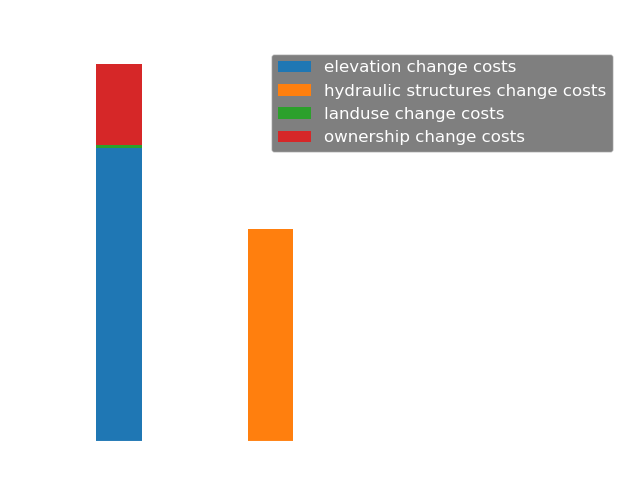 elevation change costs
hydraulic structures change costs
landuse change costs
ownership change costs